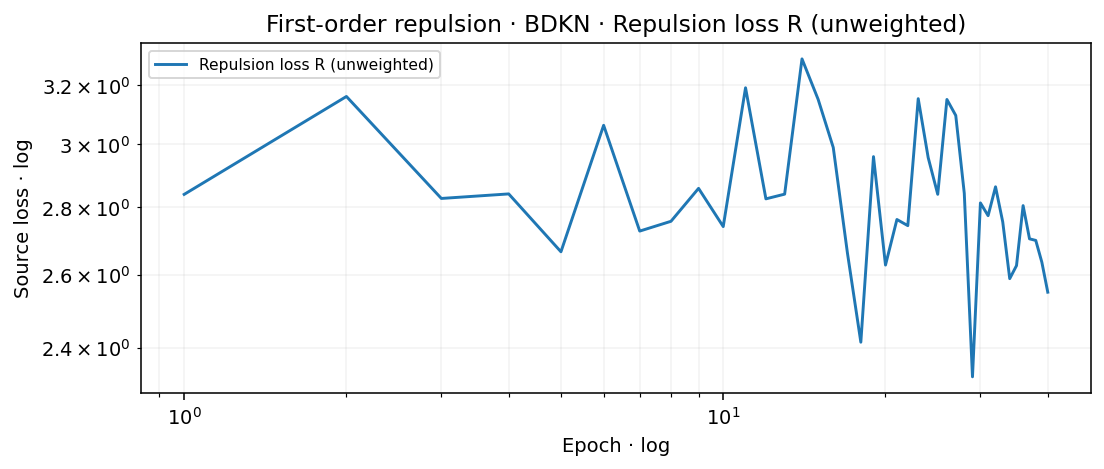 First-order repulsion · BDKN · Repulsion loss R (unweighted)
Repulsion loss R (unweighted)
Source loss · log
3.2 × 10⁰
3 × 10⁰
2.8 × 10⁰
2.6 × 10⁰
2.4 × 10⁰
10⁰ 10¹
Epoch · log